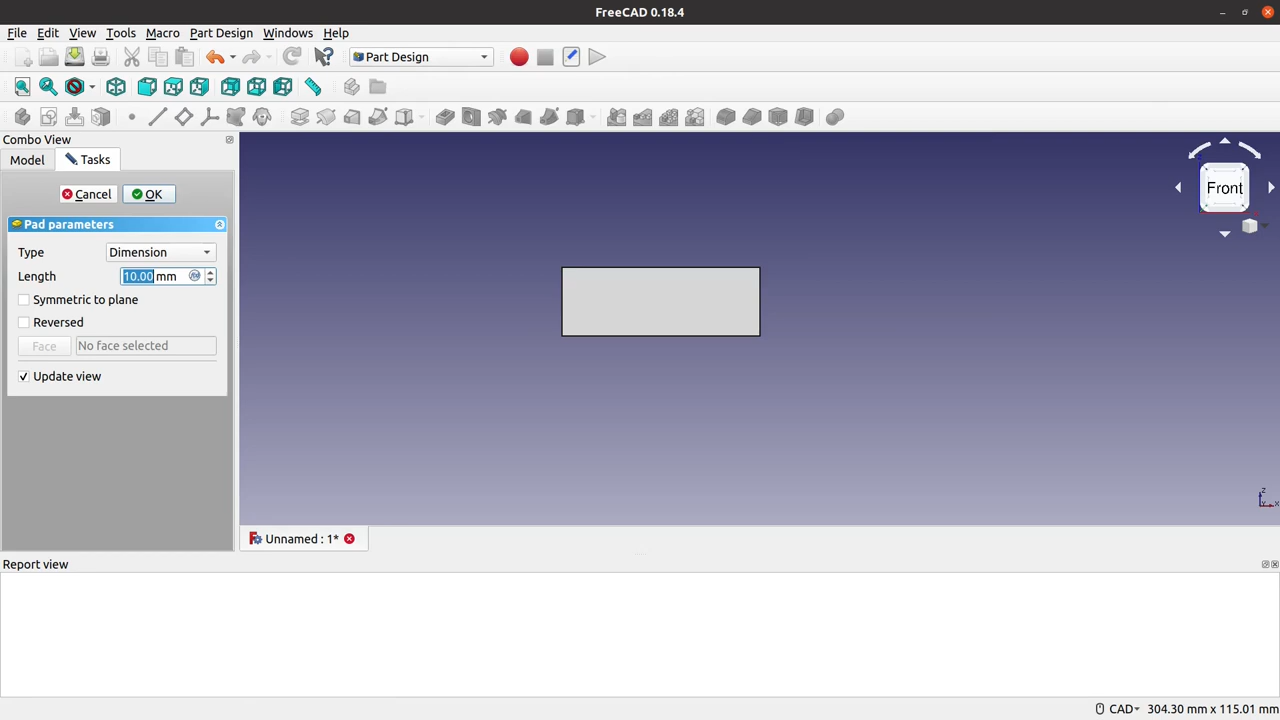 FreeCAD 0.18.4
File Edit View Tools Macro Part Design Windows Help
Part Design
Combo View
Model Tasks
Cancel OK
Pad parameters
Type Dimension
Length 10.00 mm
Symmetric to plane
Reversed
Face No face selected
Update view
Front
Unnamed : 1*
Report view
CAD 304.30 mm x 115.01 mm